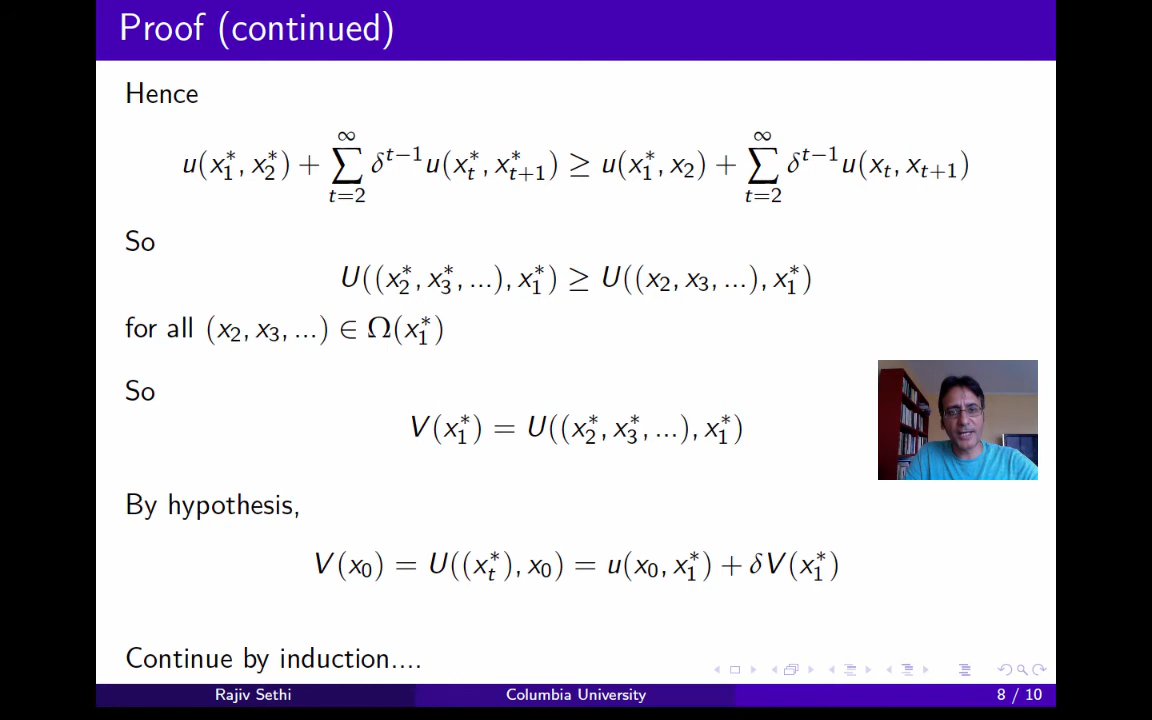 Proof (continued)
Hence
u(x₁*, x₂*) + ∑_{t=2}^{∞} δ^{t−1}u(x_t*, x_{t+1}*) ≥ u(x₁*, x₂) + ∑_{t=2}^{∞} δ^{t−1}u(x_t, x_{t+1})
So
U((x₂*, x₃*, ...), x₁*) ≥ U((x₂, x₃, ...), x₁*)
for all (x₂, x₃, ...) ∈ Ω(x₁*)
So
V(x₁*) = U((x₂*, x₃*, ...), x₁*)
By hypothesis,
V(x₀) = U((x_t*), x₀) = u(x₀, x₁*) + δV(x₁*)
Continue by induction....
Rajiv Sethi Columbia University 8 / 10